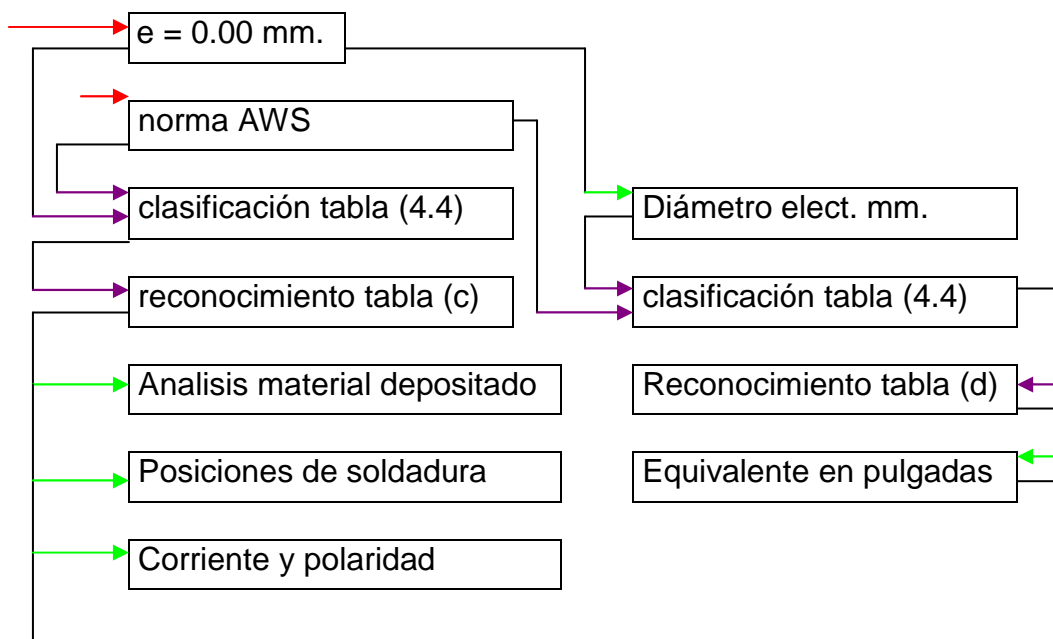 e = 0.00 mm.
norma AWS
clasificación tabla (4.4)
Diámetro elect. mm.
reconocimiento tabla (c)
clasificación tabla (4.4)
Analisis material depositado
Reconocimiento tabla (d)
Posiciones de soldadura
Equivalente en pulgadas
Corriente y polaridad